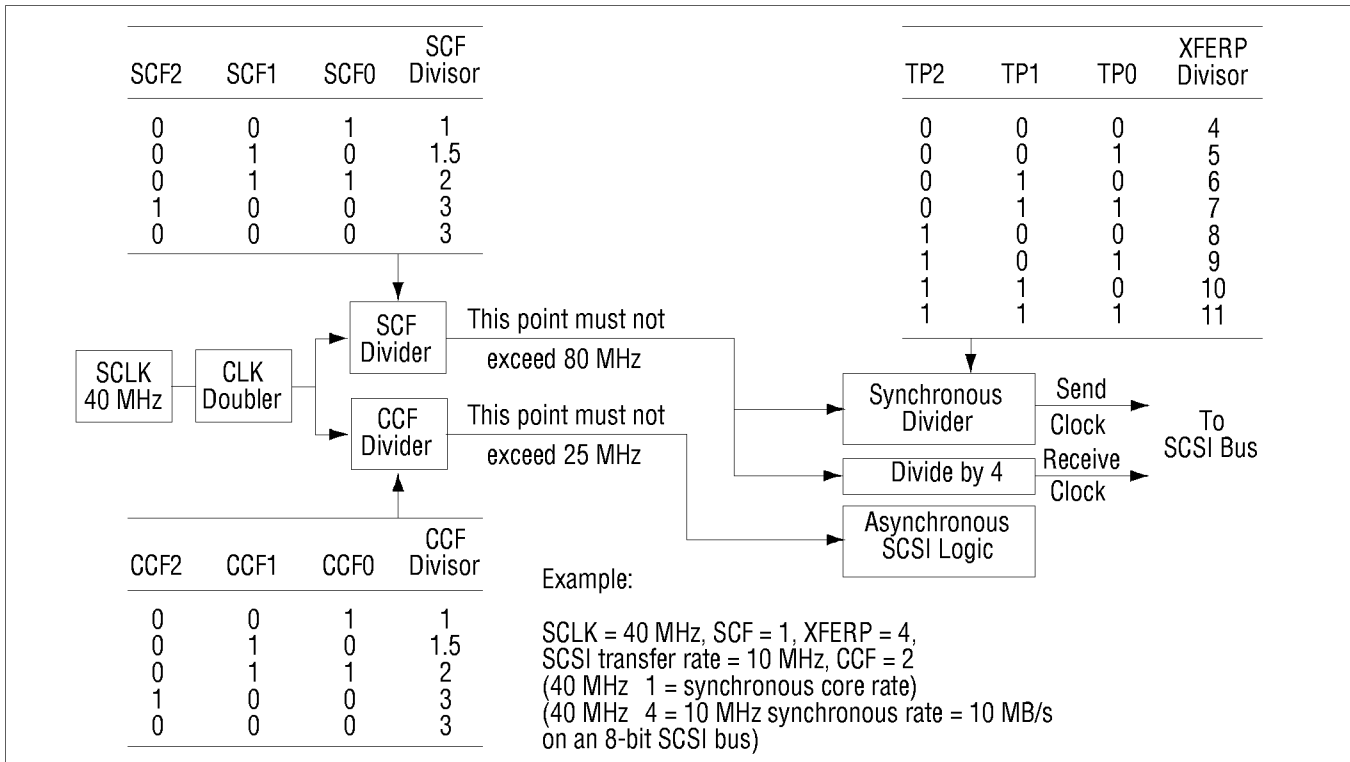 SCF2 SCF1 SCF0 SCF Divisor
0 0 1 1
0 1 0 1.5
0 1 1 2
1 0 0 3
0 0 0 3
TP2 TP1 TP0 XFERP Divisor
0 0 0 4
0 0 1 5
0 1 0 6
0 1 1 7
1 0 0 8
1 0 1 9
1 1 0 10
1 1 1 11
SCLK
40 MHz
CLK
Doubler
SCF
Divider
This point must not
exceed 80 MHz
CCF
Divider
This point must not
exceed 25 MHz
Synchronous
Divider
Send
Clock
Divide by 4
Receive
Clock
To
SCSI Bus
Asynchronous
SCSI Logic
CCF2 CCF1 CCF0 CCF Divisor
0 0 1 1
0 1 0 1.5
0 1 1 2
1 0 0 3
0 0 0 3
Example:
SCLK = 40 MHz, SCF = 1, XFERP = 4,
SCSI transfer rate = 10 MHz, CCF = 2
(40 MHz 1 = synchronous core rate)
(40 MHz 4 = 10 MHz synchronous rate = 10 MB/s
on an 8-bit SCSI bus)